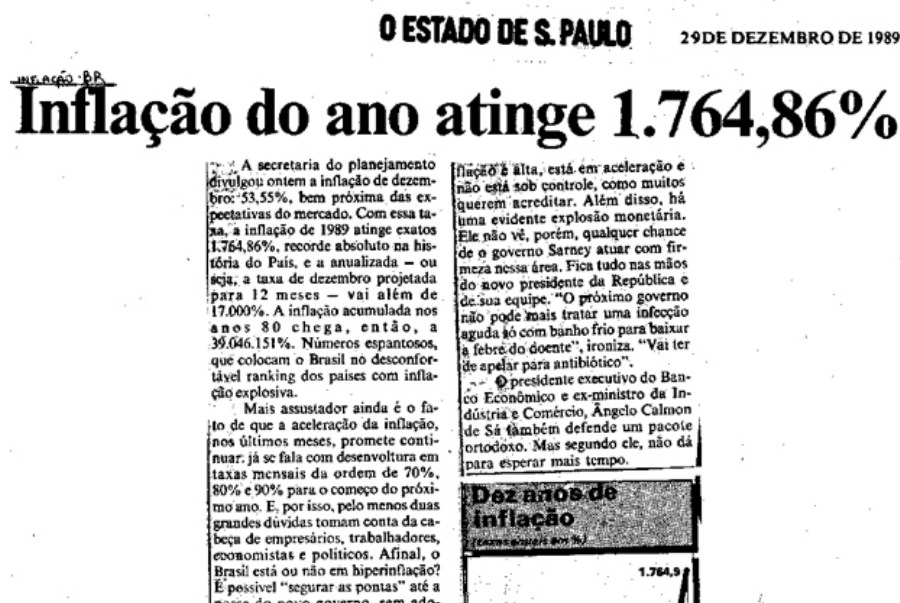 O ESTADO DE S. PAULO
29 DE DEZEMBRO DE 1989
INFLAÇÃO - BR
Inflação do ano atinge 1.764,86%
A secretaria do planejamento
divulgou ontem a inflação de dezem-
bro: 53,55%, bem próxima das ex-
pectativas do mercado. Com essa ta-
xa, a inflação de 1989 atinge exatos
1.764,86%, recorde absoluto na his-
tória do País, e a anualizada — ou
seja, a taxa de dezembro projetada
para 12 meses — vai além de
17.000%. A inflação acumulada nos
anos 80 chega, então, a
39.046.151%. Números espantosos,
que colocam o Brasil no desconfor-
tável ranking dos países com infla-
ção explosiva.
Mais assustador ainda é o fa-
to de que a aceleração da inflação,
nos últimos meses, promete conti-
nuar: já se fala com desenvoltura em
taxas mensais da ordem de 70%,
80% e 90% para o começo do próxi-
mo ano. E, por isso, pelo menos duas
grandes dúvidas tomam conta da ca-
beça de empresários, trabalhadores,
economistas e políticos. Afinal, o
Brasil está ou não em hiperinflação?
É possível "segurar as pontas" até a
posse do novo governo, sem ado-
flação é alta, está em aceleração e
não está sob controle, como muitos
querem acreditar. Além disso, há
uma evidente explosão monetária.
Ele não vê, porém, qualquer chance
de o governo Sarney atuar com fir-
meza nessa área. Fica tudo nas mãos
do novo presidente da República e
de sua equipe. "O próximo governo
não pode mais tratar uma infecção
aguda só com banho frio para baixar
a febre do doente", ironiza. "Vai ter
de apelar para antibiótico".
O presidente executivo do Ban-
co Econômico e ex-ministro da In-
dústria e Comércio, Ângelo Calmon
de Sá também defende um pacote
ortodoxo. Mas segundo ele, não dá
para esperar mais tempo.
Dez anos de
inflação
(taxas anuais em %)
1.764,9